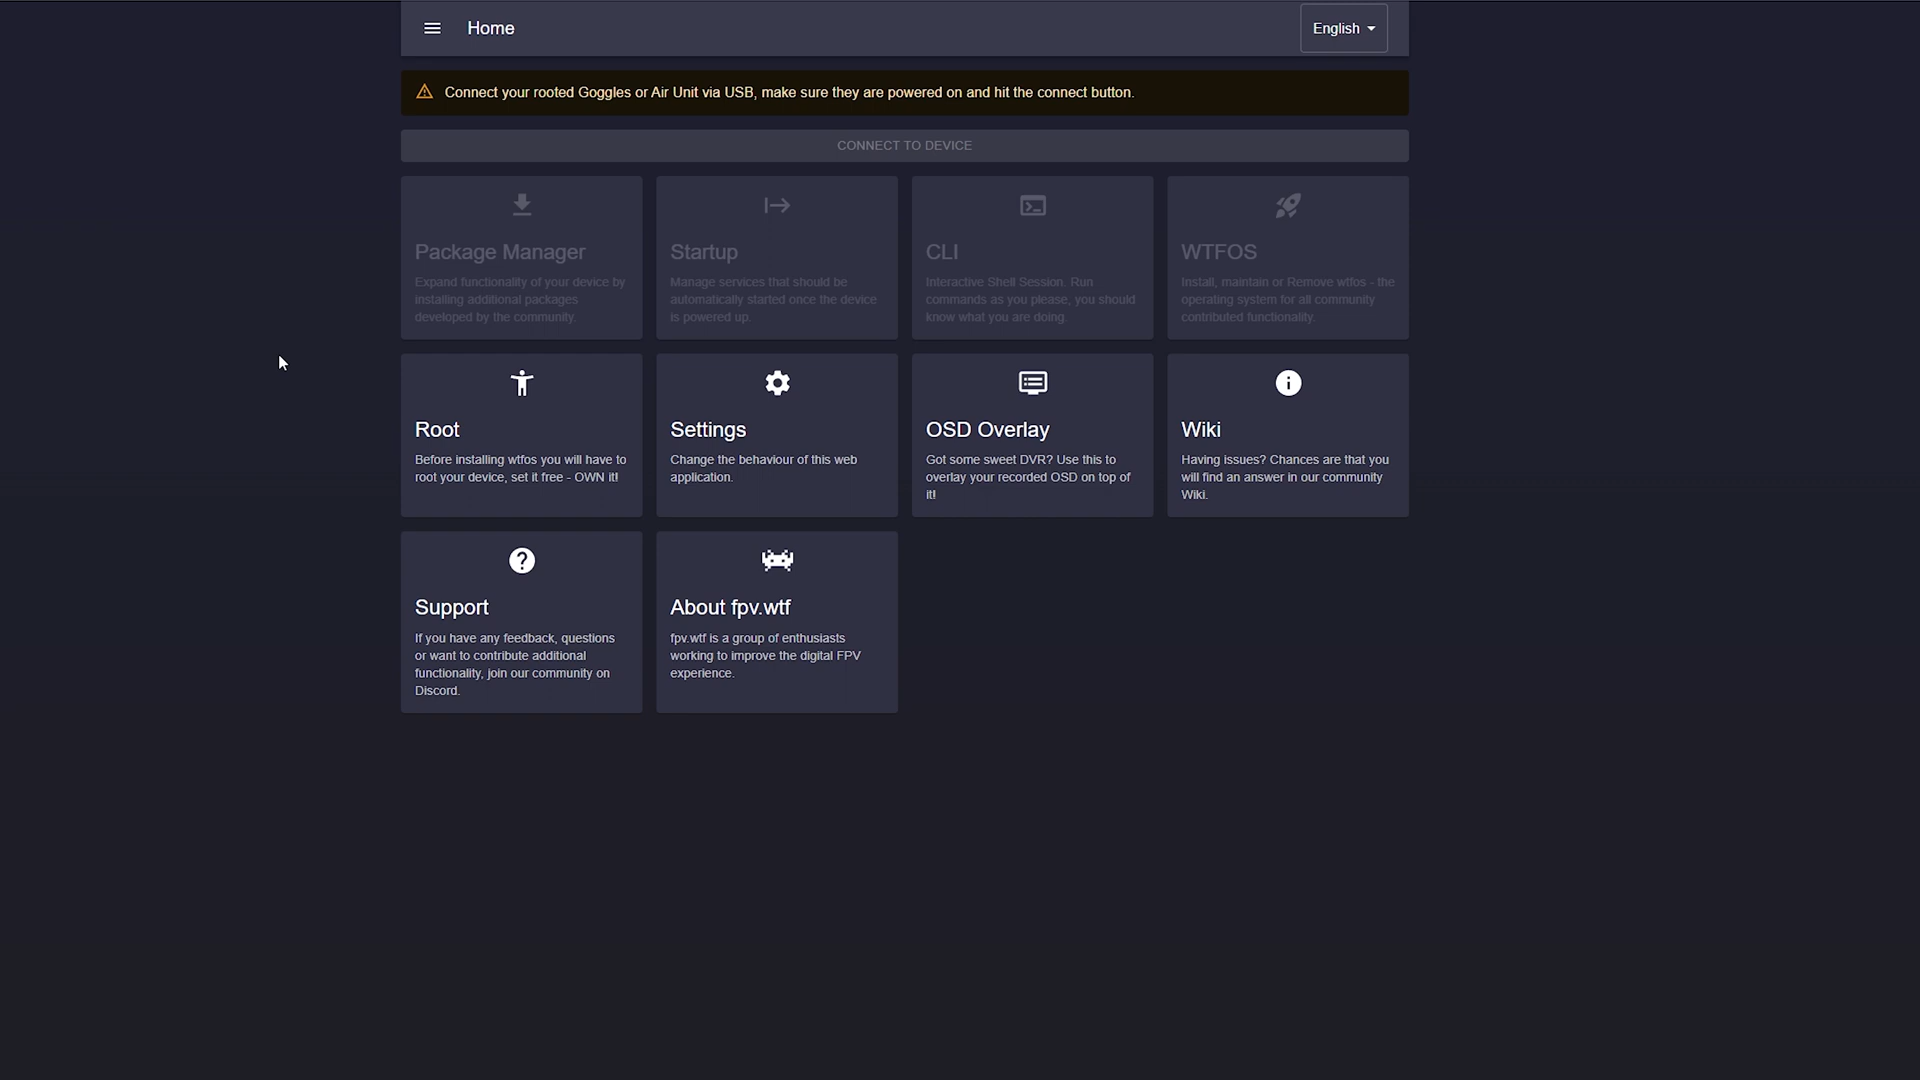 Home
English
Connect your rooted Goggles or Air Unit via USB, make sure they are powered on and hit the connect button.
CONNECT TO DEVICE
Package Manager
Expand functionality of your device by
installing additional packages
developed by the community.
Startup
Manage services that should be
automatically started once the device
is powered up.
CLI
Interactive Shell Session. Run
commands as you please, you should
know what you are doing.
WTFOS
Install, maintain or Remove wtfos - the
operating system for all community
contributed functionality.
Root
Before installing wtfos you will have to
root your device, set it free - OWN it!
Settings
Change the behaviour of this web
application.
OSD Overlay
Got some sweet DVR? Use this to
overlay your recorded OSD on top of
it!
Wiki
Having issues? Chances are that you
will find an answer in our community
Wiki.
Support
If you have any feedback, questions
or want to contribute additional
functionality, join our community on
Discord.
About fpv.wtf
fpv.wtf is a group of enthusiasts
working to improve the digital FPV
experience.